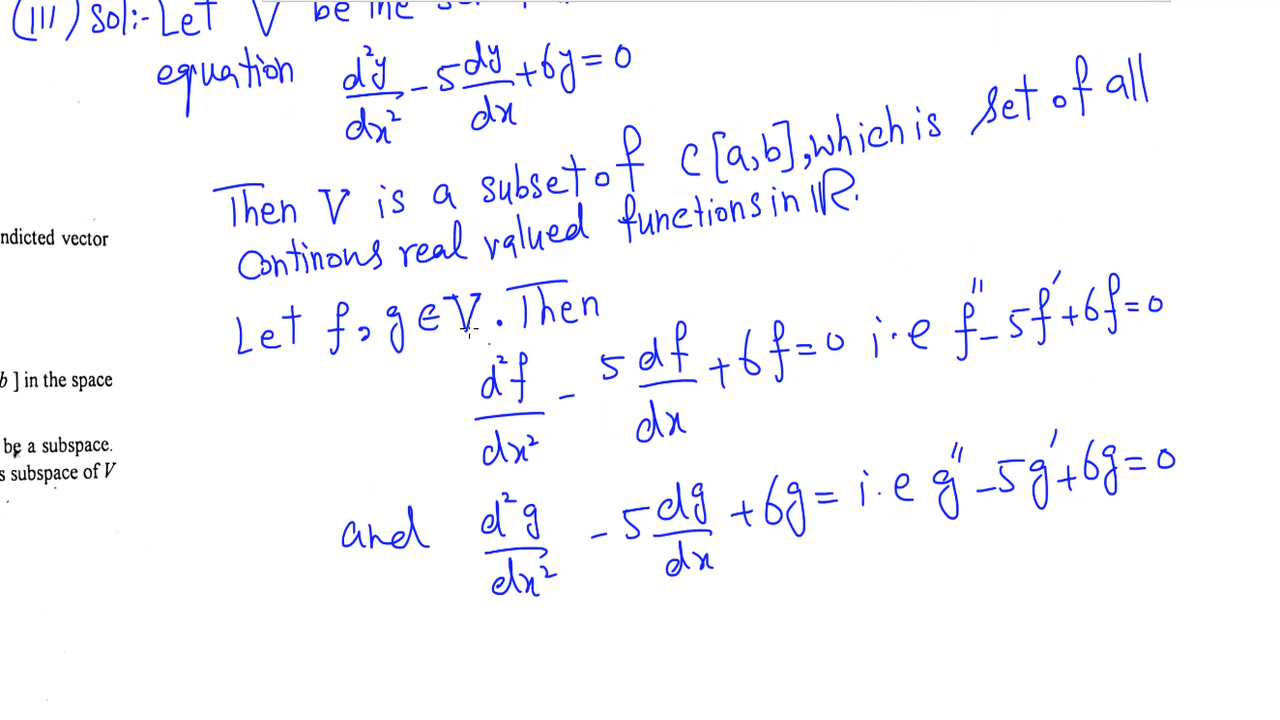 (III) Sol:- Let V be the
equation d²y/dx² - 5 dy/dx + 6y = 0
Then V is a subset of C[a,b], which is set of all
Continous real valued functions in ℝ.
Let f, g ∈ V. Then
d²f/dx² - 5 df/dx + 6f = 0 i.e f'' - 5f' + 6f = 0
and d²g/dx² - 5 dg/dx + 6g = i.e g'' - 5g' + 6g = 0
ndicted vector
b ] in the space
be a subspace.
s subspace of V